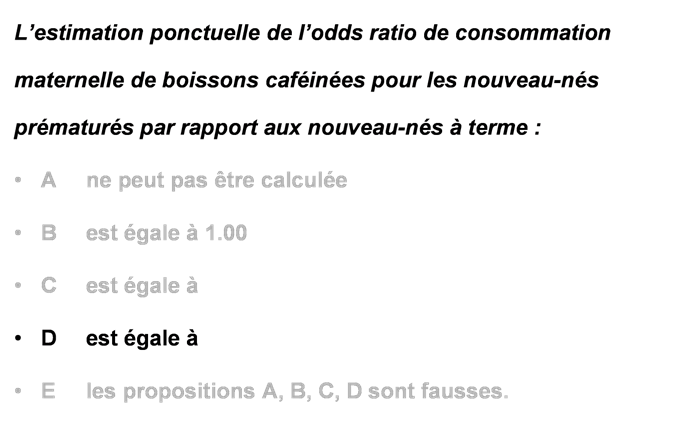 L’estimation ponctuelle de l’odds ratio de consommation
maternelle de boissons caféinées pour les nouveau-nés
prématurés par rapport aux nouveau-nés à terme :
• A ne peut pas être calculée
• B est égale à 1.00
• C est égale à
• D est égale à
• E les propositions A, B, C, D sont fausses.